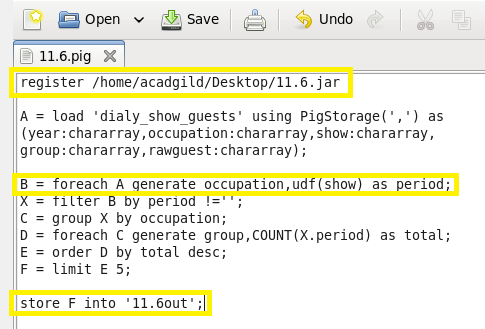 Open Save Undo
11.6.pig
register /home/acadgild/Desktop/11.6.jar
A = load 'dialy_show_guests' using PigStorage(',') as
(year:chararray,occupation:chararray,show:chararray,
group:chararray,rawguest:chararray);
B = foreach A generate occupation,udf(show) as period;
X = filter B by period !='';
C = group X by occupation;
D = foreach C generate group,COUNT(X.period) as total;
E = order D by total desc;
F = limit E 5;
store F into '11.6out';